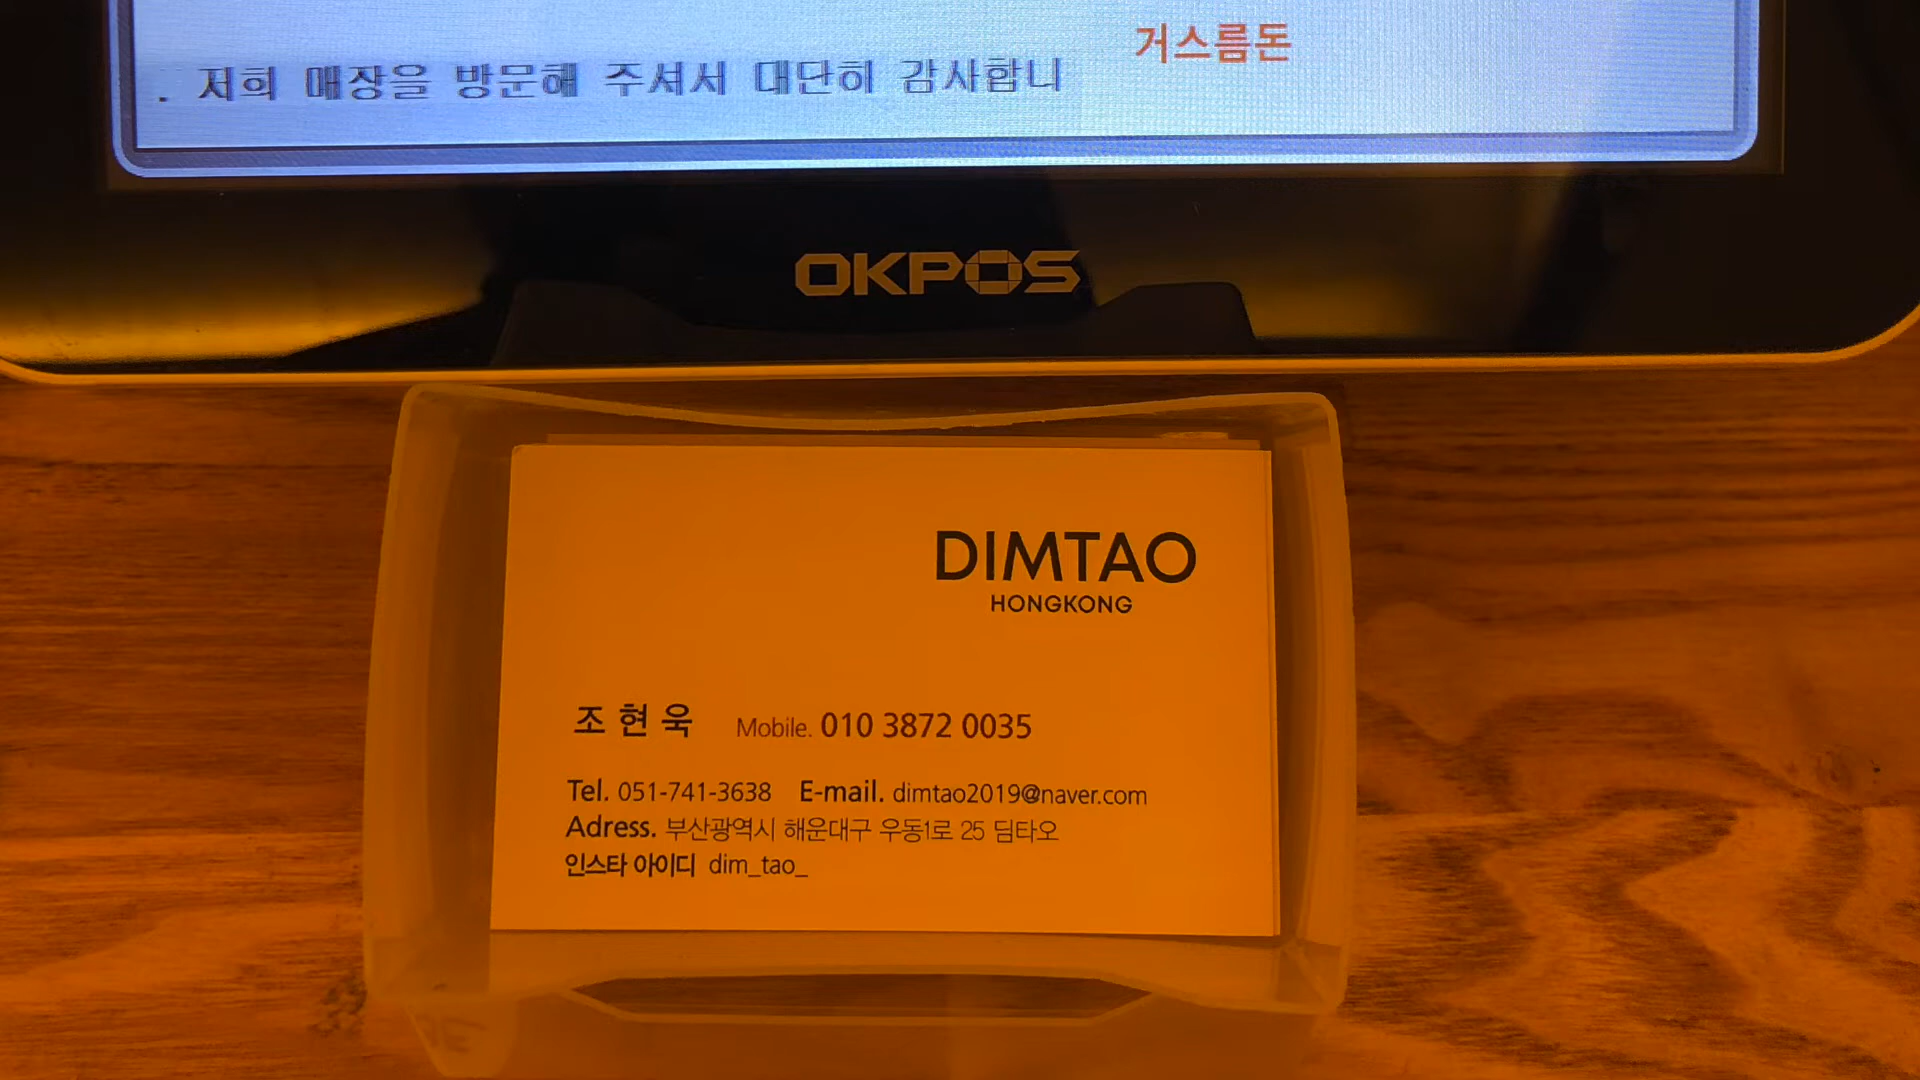 거스름돈
. 저희 매장을 방문해 주셔서 대단히 감사합니
OKPOS
DIMTAO
HONGKONG
조 현 욱 Mobile. 010 3872 0035
Tel. 051-741-3638 E-mail. dimtao2019@naver.com
Adress. 부산광역시 해운대구 우동1로 25 딤타오
인스타 아이디 dim_tao_